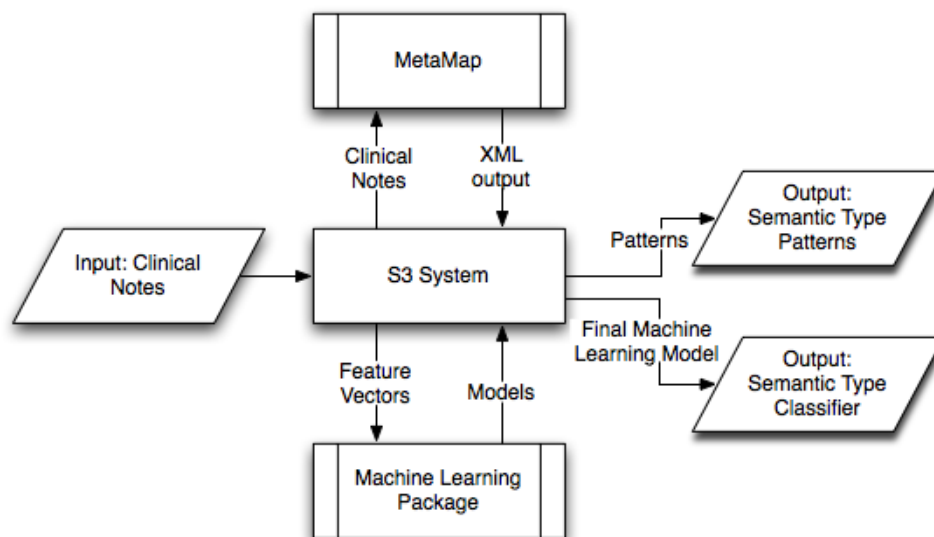 MetaMap
Clinical
Notes
XML
output
Input: Clinical
Notes
S3 System
Patterns
Output:
Semantic Type
Patterns
Final Machine
Learning Model
Output:
Semantic Type
Classifier
Feature
Vectors
Models
Machine Learning
Package